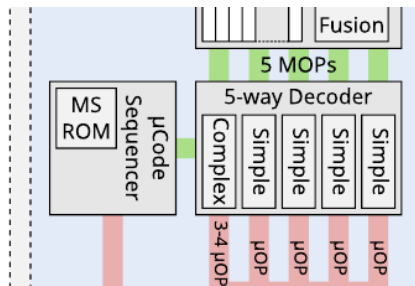 Fusion
5 MOPs
MS
ROM
µCode
Sequencer
5-way Decoder
Complex
Simple
Simple
Simple
Simple
3-4 µOP
µOP
µOP
µOP
µOP